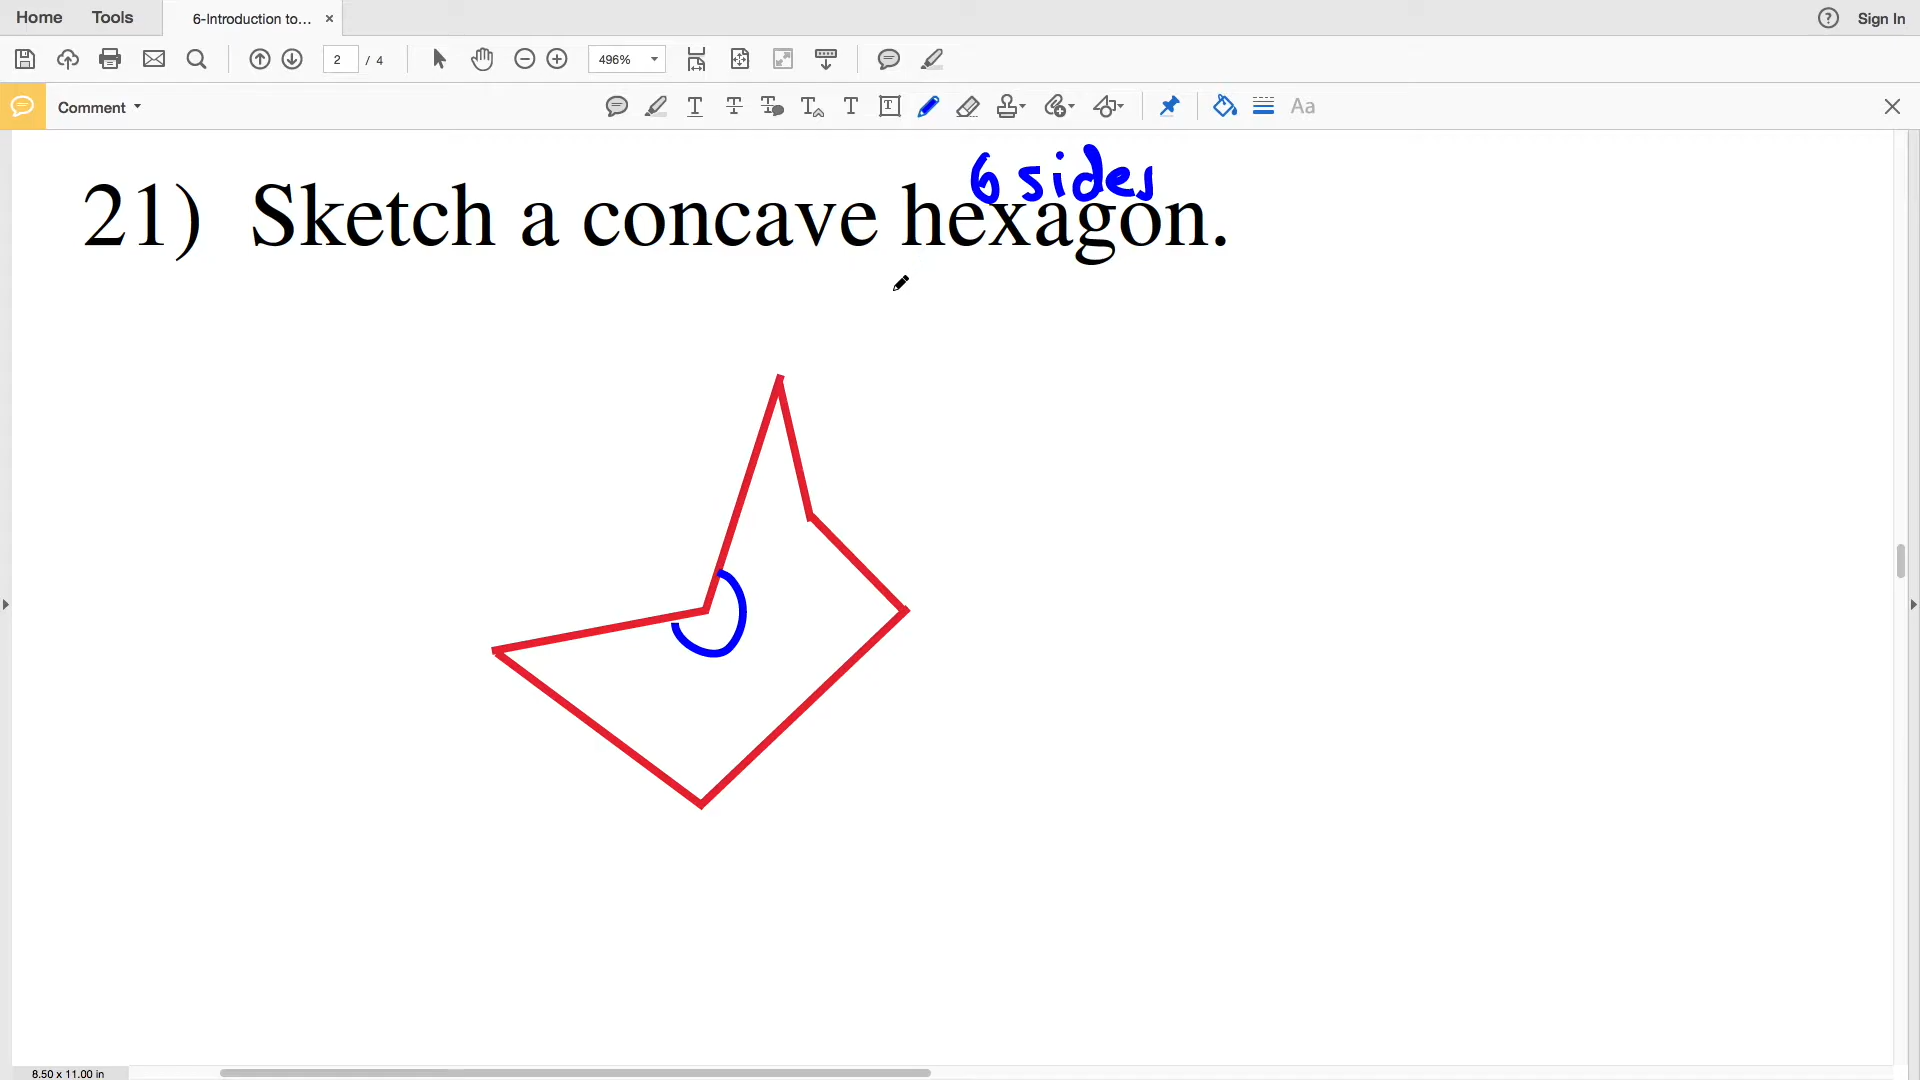 Home Tools 6-Introduction to... × ? Sign In
2 / 4 496%
Comment T T T T T T Aa
6 sides
21) Sketch a concave hexagon.
8.50 x 11.00 in